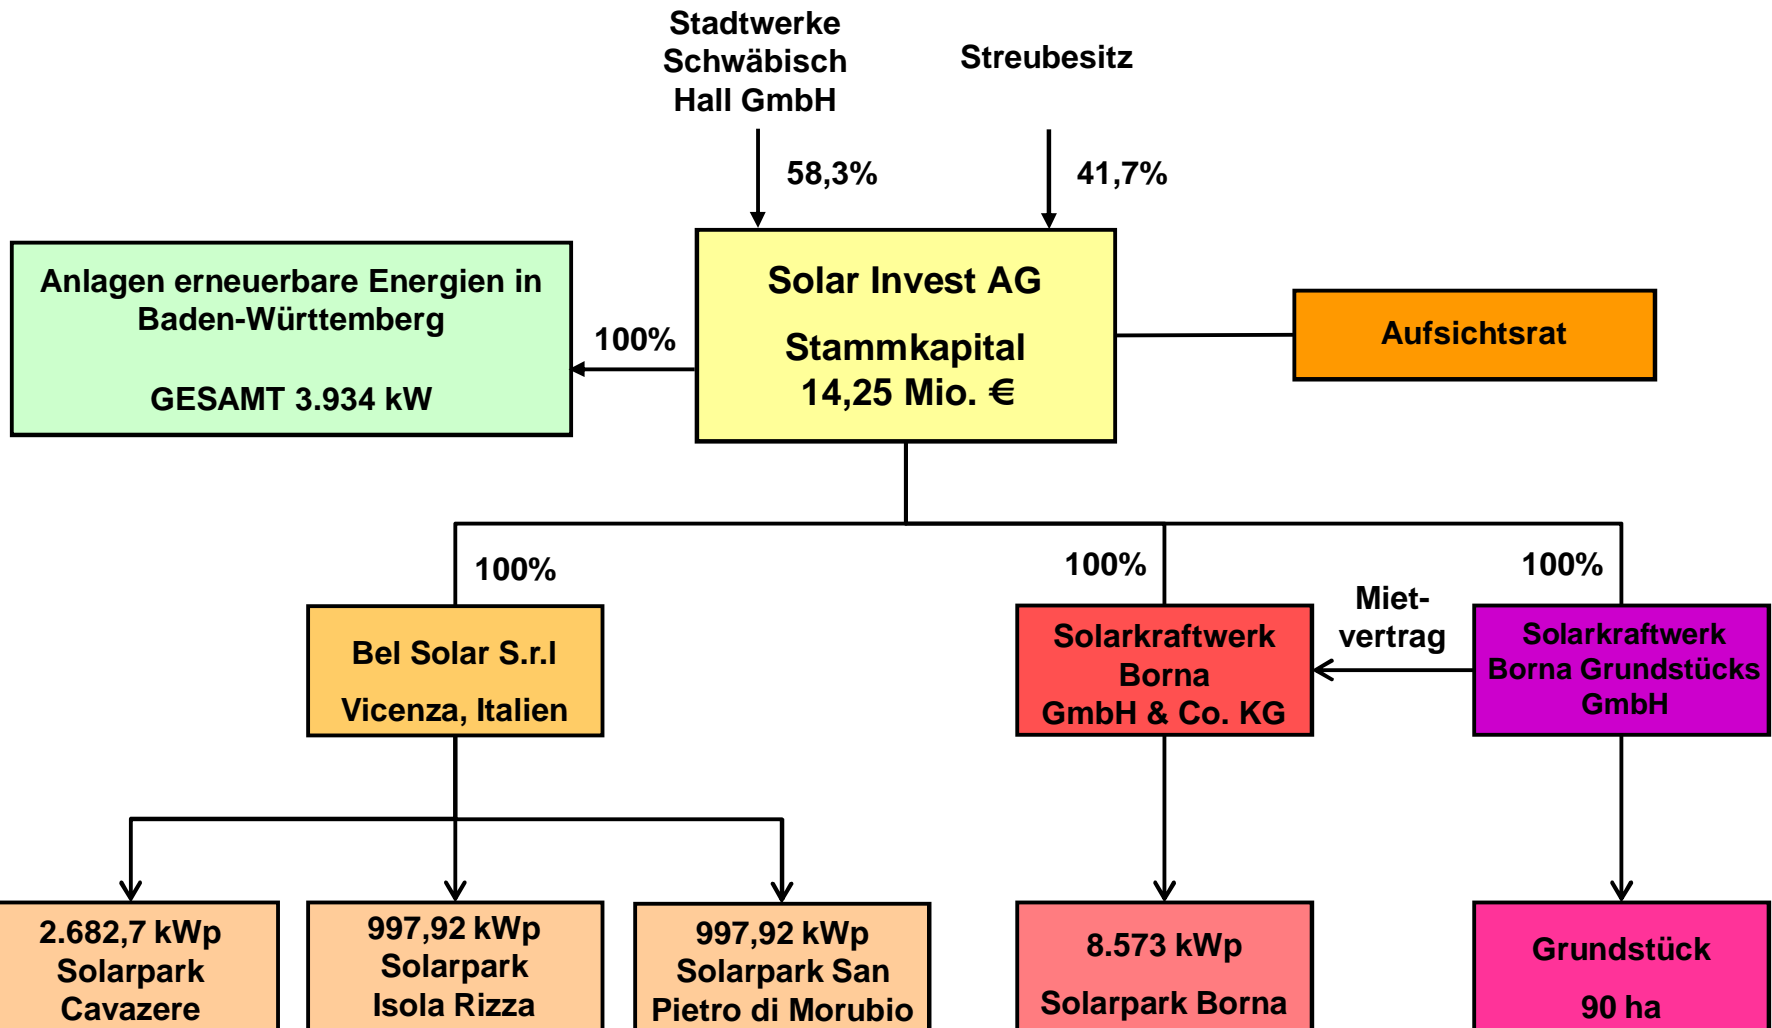 Stadtwerke
Schwäbisch
Hall GmbH
Streubesitz
58,3%
41,7%
Anlagen erneuerbare Energien in
Baden-Württemberg
GESAMT 3.934 kW
100%
Solar Invest AG
Stammkapital
14,25 Mio. €
Aufsichtsrat
100%
100%
100%
Bel Solar S.r.l
Vicenza, Italien
Solarkraftwerk
Borna
GmbH & Co. KG
Miet-
vertrag
Solarkraftwerk
Borna Grundstücks
GmbH
2.682,7 kWp
Solarpark
Cavazere
997,92 kWp
Solarpark
Isola Rizza
997,92 kWp
Solarpark San
Pietro di Morubio
8.573 kWp
Solarpark Borna
Grundstück
90 ha